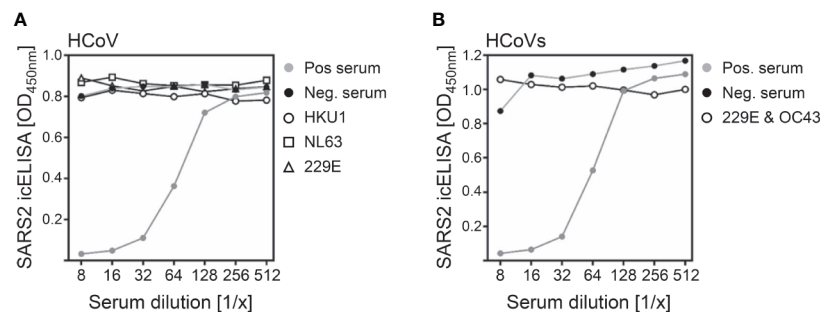 A
HCoV
SARS2 icELISA [OD450nm]
1.0
0.8
0.6
0.4
0.2
8 16 32 64 128 256 512
Serum dilution [1/x]
Pos serum
Neg. serum
HKU1
NL63
229E
B
HCoVs
SARS2 icELISA [OD450nm]
1.2
1.0
0.8
0.6
0.4
0.2
8 16 32 64 128 256 512
Serum dilution [1/x]
Pos. serum
Neg. serum
229E & OC43